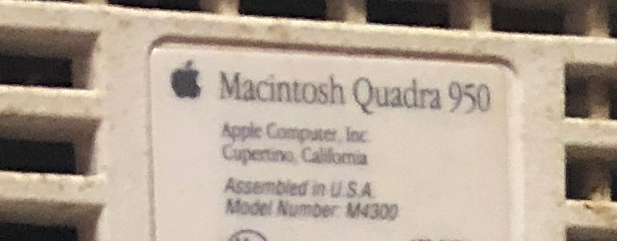 Macintosh Quadra 950
Apple Computer, Inc.
Cupertino, California
Assembled in U.S.A.
Model Number: M4300